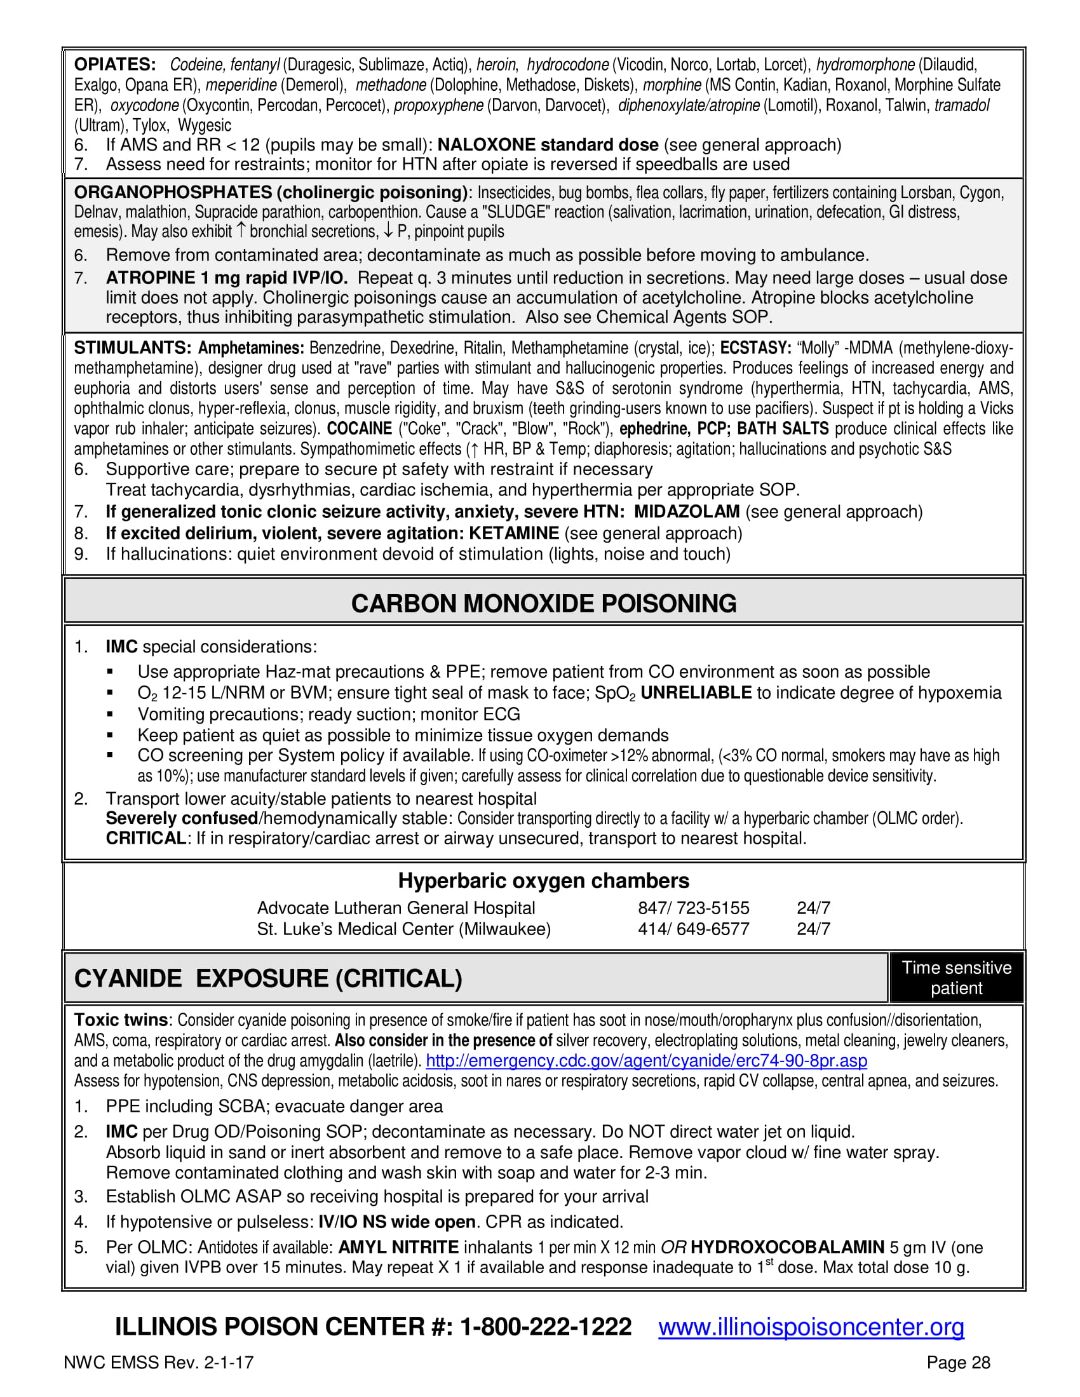 OPIATES: Codeine, fentanyl (Duragesic, Sublimaze, Actiq), heroin, hydrocodone (Vicodin, Norco, Lortab, Lorcet), hydromorphone (Dilaudid,
Exalgo, Opana ER), meperidine (Demerol), methadone (Dolophine, Methadose, Diskets), morphine (MS Contin, Kadian, Roxanol, Morphine Sulfate
ER), oxycodone (Oxycontin, Percodan, Percocet), propoxyphene (Darvon, Darvocet), diphenoxylate/atropine (Lomotil), Roxanol, Talwin, tramadol
(Ultram), Tylox, Wygesic
6. If AMS and RR < 12 (pupils may be small): NALOXONE standard dose (see general approach)
7. Assess need for restraints; monitor for HTN after opiate is reversed if speedballs are used
ORGANOPHOSPHATES (cholinergic poisoning): Insecticides, bug bombs, flea collars, fly paper, fertilizers containing Lorsban, Cygon,
Delnav, malathion, Supracide parathion, carbopenthion. Cause a "SLUDGE" reaction (salivation, lacrimation, urination, defecation, GI distress,
emesis). May also exhibit ↑ bronchial secretions, ↓ P, pinpoint pupils
6. Remove from contaminated area; decontaminate as much as possible before moving to ambulance.
7. ATROPINE 1 mg rapid IVP/IO. Repeat q. 3 minutes until reduction in secretions. May need large doses – usual dose
limit does not apply. Cholinergic poisonings cause an accumulation of acetylcholine. Atropine blocks acetylcholine
receptors, thus inhibiting parasympathetic stimulation. Also see Chemical Agents SOP.
STIMULANTS: Amphetamines: Benzedrine, Dexedrine, Ritalin, Methamphetamine (crystal, ice); ECSTASY: “Molly” -MDMA (methylene-dioxy-
methamphetamine), designer drug used at "rave" parties with stimulant and hallucinogenic properties. Produces feelings of increased energy and
euphoria and distorts users' sense and perception of time. May have S&S of serotonin syndrome (hyperthermia, HTN, tachycardia, AMS,
ophthalmic clonus, hyper-reflexia, clonus, muscle rigidity, and bruxism (teeth grinding-users known to use pacifiers). Suspect if pt is holding a Vicks
vapor rub inhaler; anticipate seizures). COCAINE ("Coke", "Crack", "Blow", "Rock"), ephedrine, PCP; BATH SALTS produce clinical effects like
amphetamines or other stimulants. Sympathomimetic effects (↑ HR, BP & Temp; diaphoresis; agitation; hallucinations and psychotic S&S
6. Supportive care; prepare to secure pt safety with restraint if necessary
Treat tachycardia, dysrhythmias, cardiac ischemia, and hyperthermia per appropriate SOP.
7. If generalized tonic clonic seizure activity, anxiety, severe HTN: MIDAZOLAM (see general approach)
8. If excited delirium, violent, severe agitation: KETAMINE (see general approach)
9. If hallucinations: quiet environment devoid of stimulation (lights, noise and touch)
CARBON MONOXIDE POISONING
1. IMC special considerations:
▪ Use appropriate Haz-mat precautions & PPE; remove patient from CO environment as soon as possible
▪ O2 12-15 L/NRM or BVM; ensure tight seal of mask to face; SpO2 UNRELIABLE to indicate degree of hypoxemia
▪ Vomiting precautions; ready suction; monitor ECG
▪ Keep patient as quiet as possible to minimize tissue oxygen demands
▪ CO screening per System policy if available. If using CO-oximeter >12% abnormal, (<3% CO normal, smokers may have as high
as 10%); use manufacturer standard levels if given; carefully assess for clinical correlation due to questionable device sensitivity.
2. Transport lower acuity/stable patients to nearest hospital
Severely confused/hemodynamically stable: Consider transporting directly to a facility w/ a hyperbaric chamber (OLMC order).
CRITICAL: If in respiratory/cardiac arrest or airway unsecured, transport to nearest hospital.
Hyperbaric oxygen chambers
Advocate Lutheran General Hospital 847/ 723-5155 24/7
St. Luke’s Medical Center (Milwaukee) 414/ 649-6577 24/7
CYANIDE EXPOSURE (CRITICAL)
Time sensitive
patient
Toxic twins: Consider cyanide poisoning in presence of smoke/fire if patient has soot in nose/mouth/oropharynx plus confusion//disorientation,
AMS, coma, respiratory or cardiac arrest. Also consider in the presence of silver recovery, electroplating solutions, metal cleaning, jewelry cleaners,
and a metabolic product of the drug amygdalin (laetrile). http://emergency.cdc.gov/agent/cyanide/erc74-90-8pr.asp
Assess for hypotension, CNS depression, metabolic acidosis, soot in nares or respiratory secretions, rapid CV collapse, central apnea, and seizures.
1. PPE including SCBA; evacuate danger area
2. IMC per Drug OD/Poisoning SOP; decontaminate as necessary. Do NOT direct water jet on liquid.
Absorb liquid in sand or inert absorbent and remove to a safe place. Remove vapor cloud w/ fine water spray.
Remove contaminated clothing and wash skin with soap and water for 2-3 min.
3. Establish OLMC ASAP so receiving hospital is prepared for your arrival
4. If hypotensive or pulseless: IV/IO NS wide open. CPR as indicated.
5. Per OLMC: Antidotes if available: AMYL NITRITE inhalants 1 per min X 12 min OR HYDROXOCOBALAMIN 5 gm IV (one
vial) given IVPB over 15 minutes. May repeat X 1 if available and response inadequate to 1st dose. Max total dose 10 g.
ILLINOIS POISON CENTER #: 1-800-222-1222 www.illinoispoisoncenter.org
NWC EMSS Rev. 2-1-17 Page 28